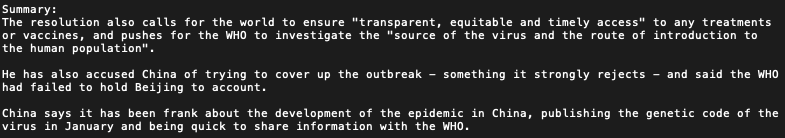 Summary:
The resolution also calls for the world to ensure "transparent, equitable and timely access" to any treatments
or vaccines, and pushes for the WHO to investigate the "source of the virus and the route of introduction to
the human population".
He has also accused China of trying to cover up the outbreak – something it strongly rejects – and said the WHO
had failed to hold Beijing to account.
China says it has been frank about the development of the epidemic in China, publishing the genetic code of the
virus in January and being quick to share information with the WHO.